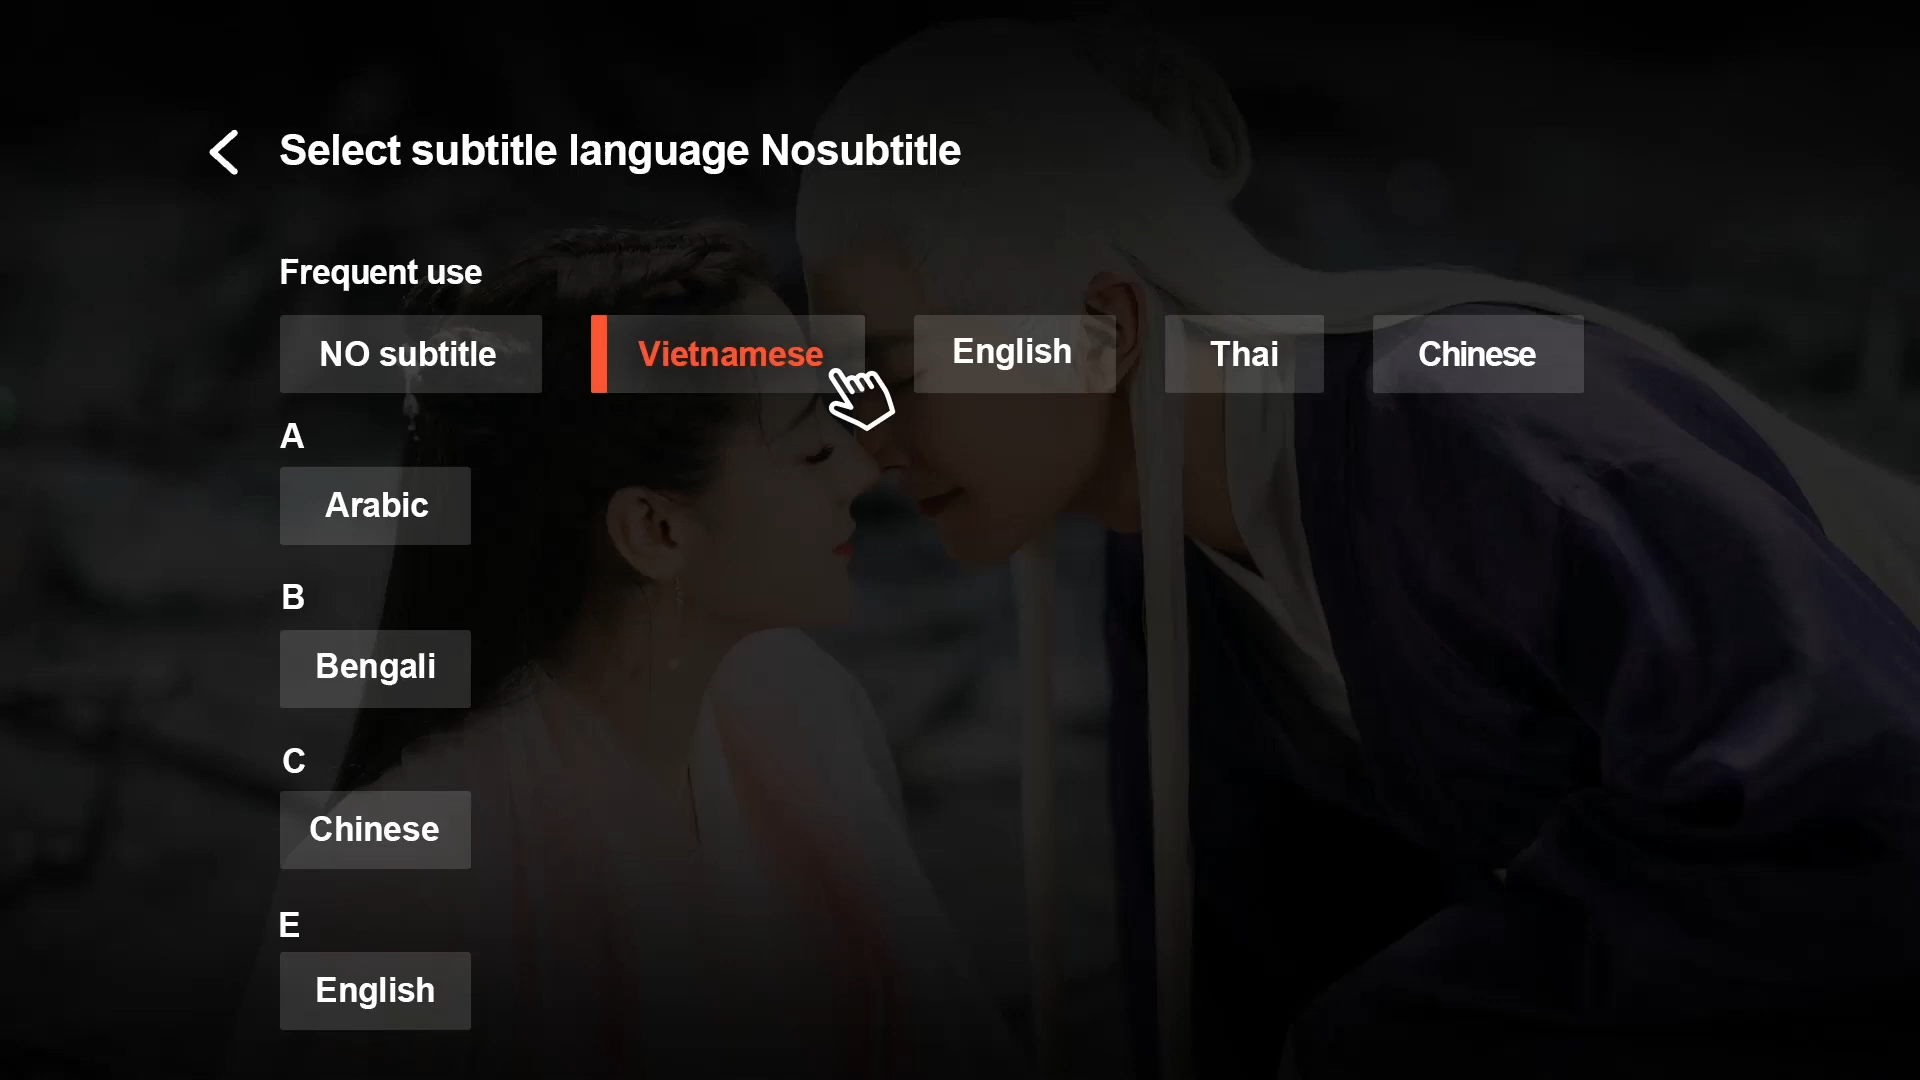 Select subtitle language Nosubtitle
Frequent use
NO subtitle Vietnamese English Thai Chinese
A
Arabic
B
Bengali
C
Chinese
E
English